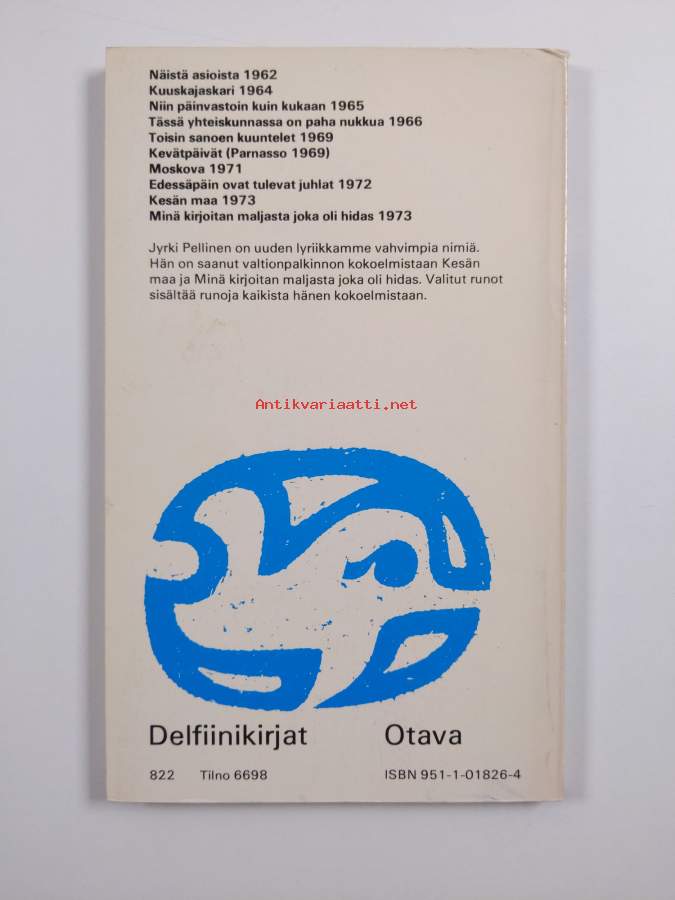 Näistä asioista 1962
Kuuskajaskari 1964
Niin päinvastoin kuin kukaan 1965
Tässä yhteiskunnassa on paha nukkua 1966
Toisin sanoen kuuntelet 1969
Kevätpäivät (Parnasso 1969)
Moskova 1971
Edessäpäin ovat tulevat juhlat 1972
Kesän maa 1973
Minä kirjoitan maljasta joka oli hidas 1973
Jyrki Pellinen on uuden lyriikkamme vahvimpia nimiä.
Hän on saanut valtionpalkinnon kokoelmistaan Kesän
maa ja Minä kirjoitan maljasta joka oli hidas. Valitut runot
sisältää runoja kaikista hänen kokoelmistaan.
Antikvariaatti.net
Delfiinikirjat Otava
822 Tilno 6698 ISBN 951-1-01826-4